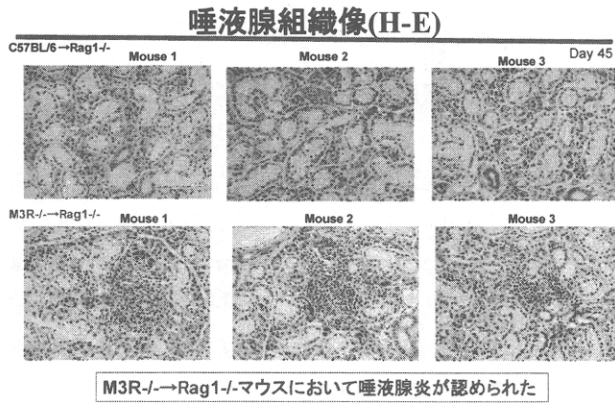 唾液腺組織像(H-E)
C57BL/6→Rag1-/-
Mouse 1
Mouse 2
Mouse 3
Day 45
M3R-/-→Rag1-/-
Mouse 1
Mouse 2
Mouse 3
M3R-/-→Rag1-/-マウスにおいて唾液腺炎が認められた